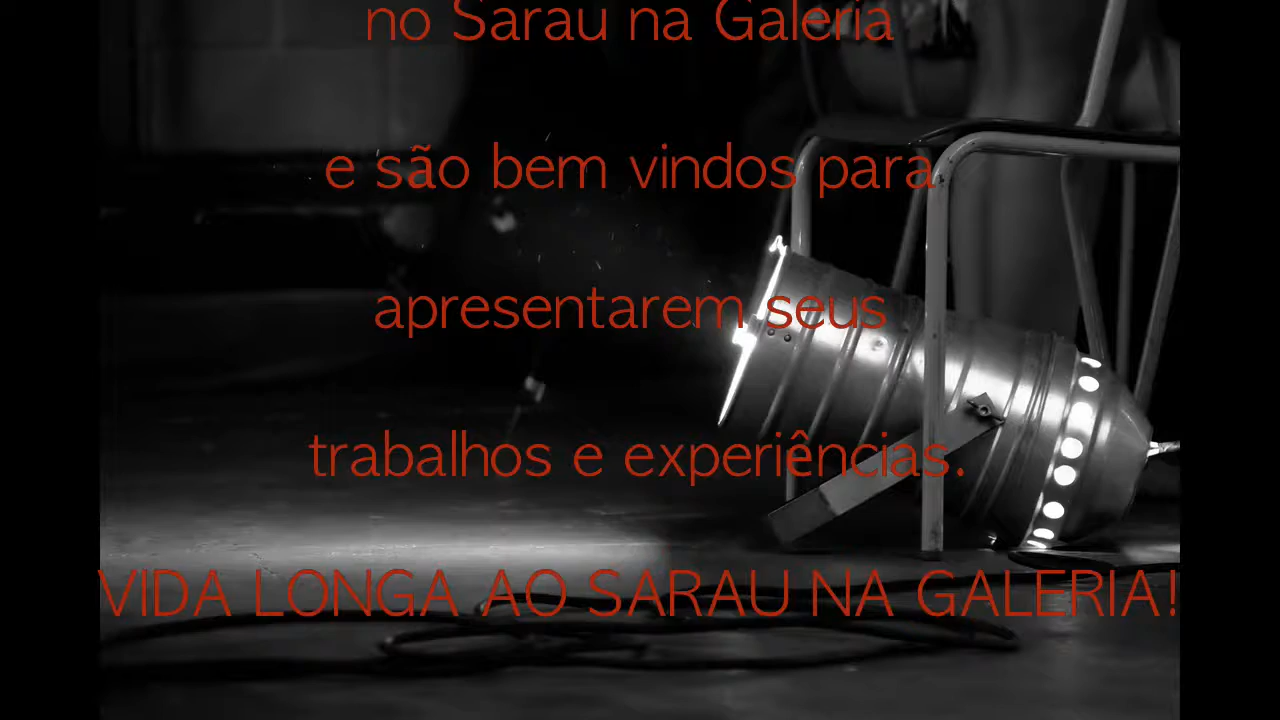 no Sarau na Galeria
e são bem vindos para
apresentarem seus
trabalhos e experiências.
VIDA LONGA AO SARAU NA GALERIA!